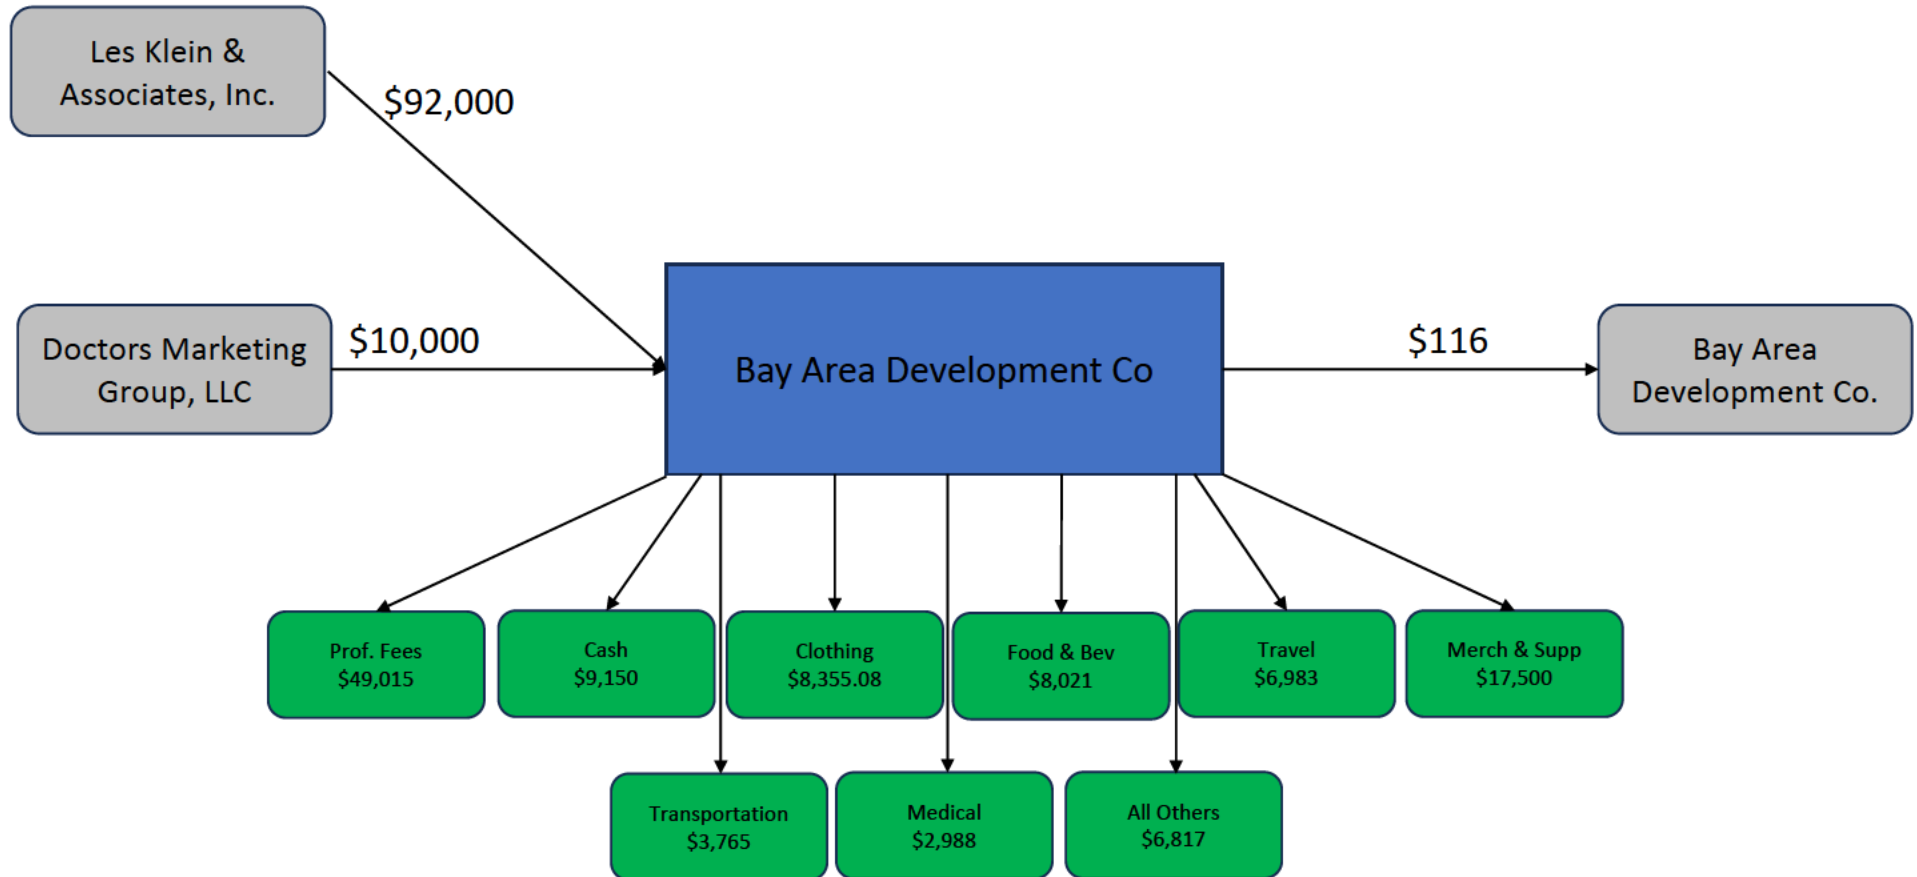 Les Klein &
Associates, Inc.
$92,000
Doctors Marketing
Group, LLC
$10,000
Bay Area Development Co
$116
Bay Area
Development Co.
Prof. Fees
$49,015
Cash
$9,150
Clothing
$8,355.08
Food & Bev
$8,021
Travel
$6,983
Merch & Supp
$17,500
Transportation
$3,765
Medical
$2,988
All Others
$6,817